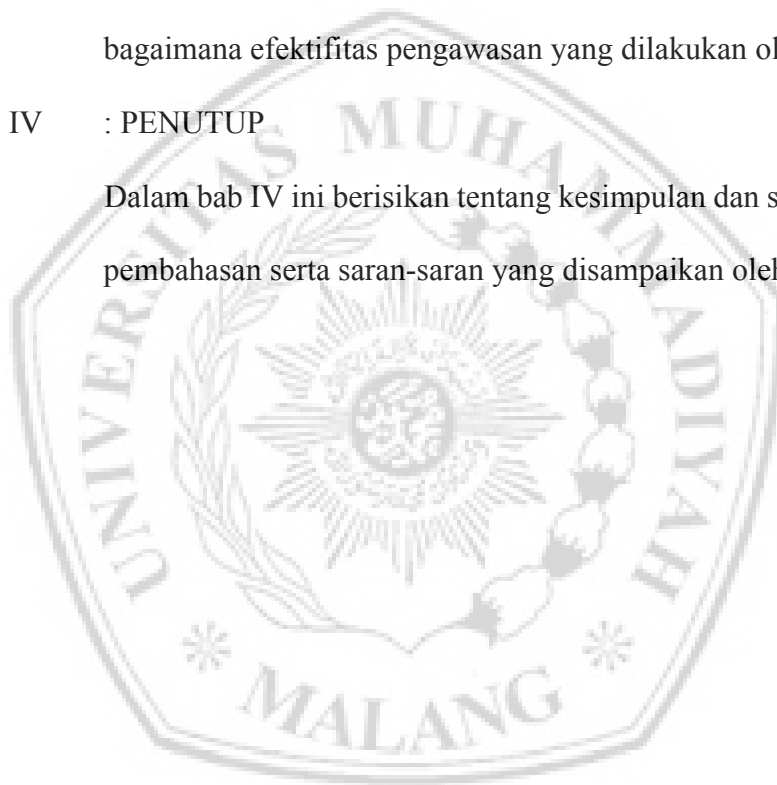 bagaimana efektifitas pengawasan yang dilakukan
IV : PENUTUP
Dalam bab IV ini berisikan tentang kesimpulan dan
pembahasan serta saran-saran yang disampaikan oleh
UNIVERSITAS MUHAMMADIYAH
MALANG